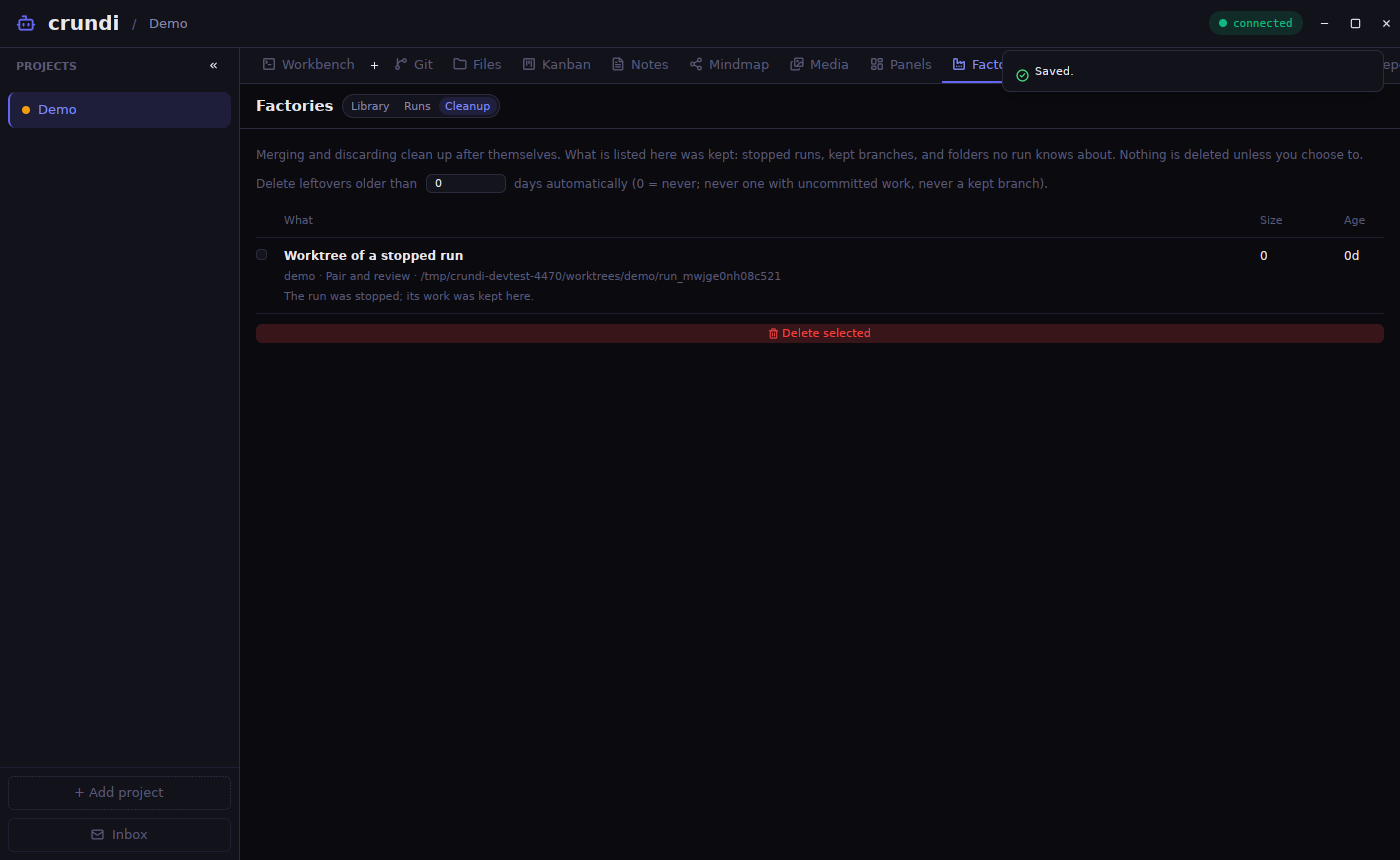 crundi / Demo
connected
PROJECTS «
Demo
+ Add project
Inbox
Workbench + Git Files Kanban Notes Mindmap Media Panels
Saved.
Factories Library Runs Cleanup
Merging and discarding clean up after themselves. What is listed here was kept: stopped runs, kept branches, and folders no run knows about. Nothing is deleted unless you choose to.
Delete leftovers older than 0 days automatically (0 = never; never one with uncommitted work, never a kept branch).
What Size Age
Worktree of a stopped run 0 0d
demo · Pair and review · /tmp/crundi-devtest-4470/worktrees/demo/run_mwjge0nh08c521
The run was stopped; its work was kept here.
Delete selected